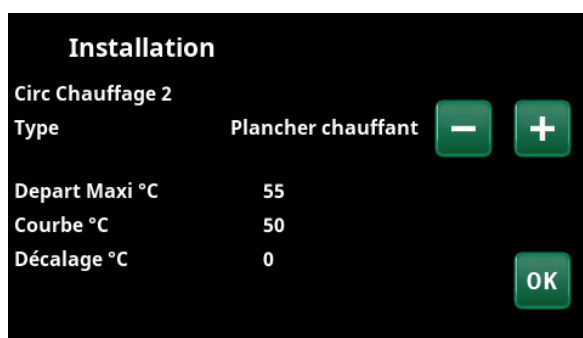 Installation
Circ Chauffage 2
Type Plancher chauffant − +
Depart Maxi °C 55
Courbe °C 50
Décalage °C 0
OK